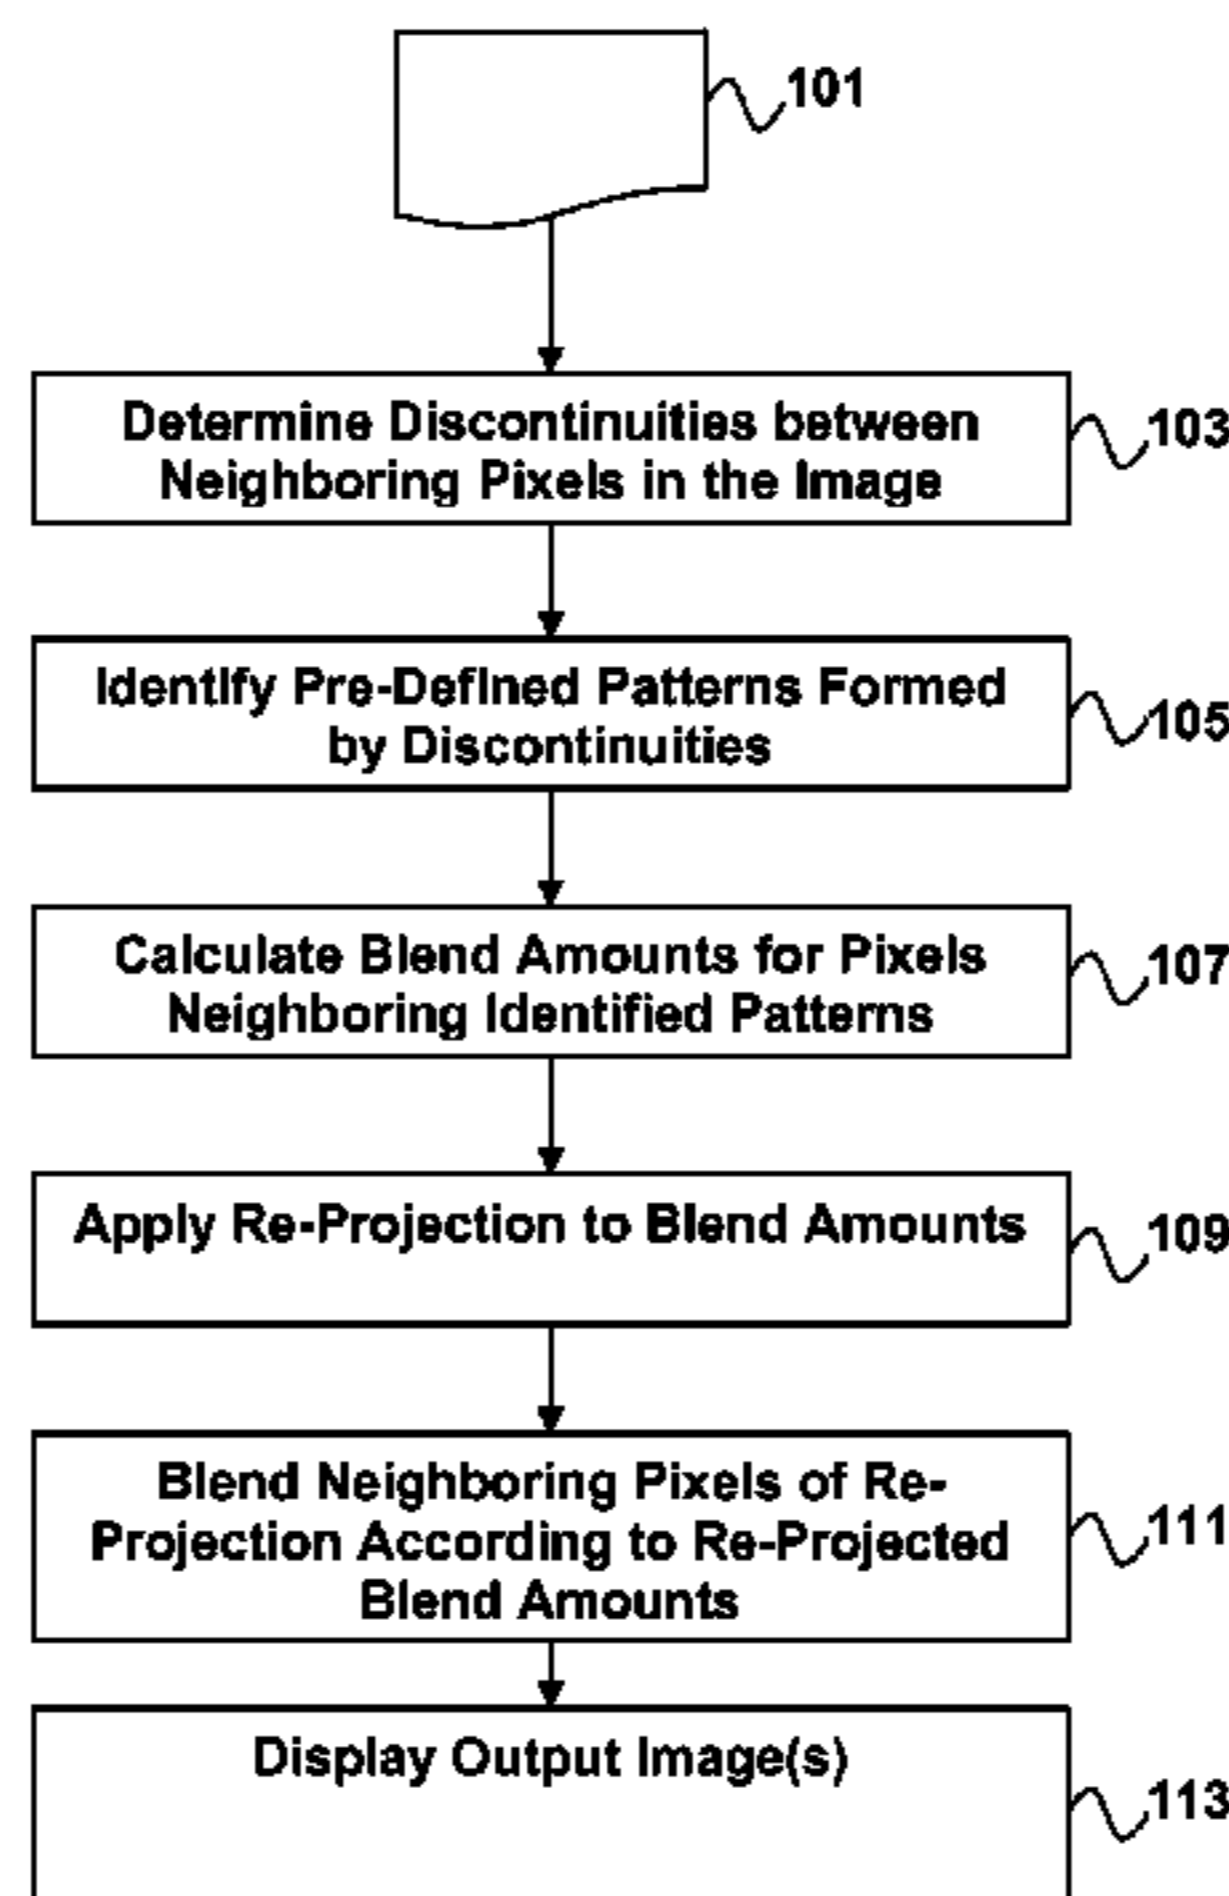 101
Determine Discontinuities between
Neighboring Pixels in the Image
103
Identify Pre-Defined Patterns Formed
by Discontinuities
105
Calculate Blend Amounts for Pixels
Neighboring Identified Patterns
107
Apply Re-Projection to Blend Amounts
109
Blend Neighboring Pixels of Re-
Projection According to Re-Projected
Blend Amounts
111
Display Output Image(s)
113